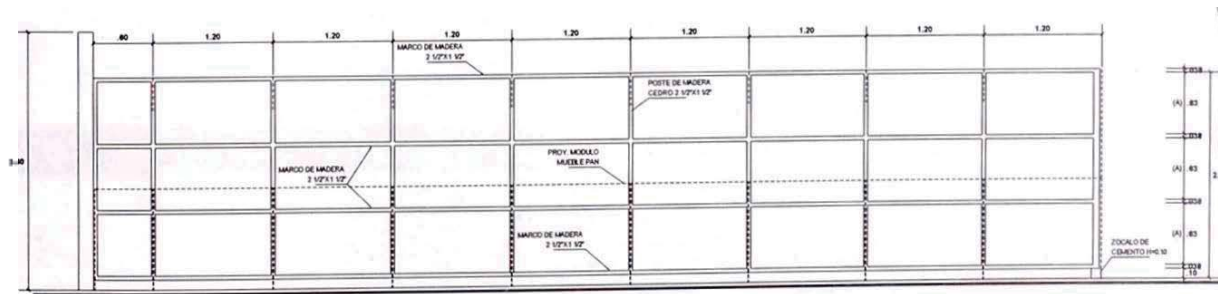 .60 1.20 1.20 1.20 1.20 1.20 1.20 1.20 1.20
MARCO DE MADERA
2 1/2"X1 1/2"
POSTE DE MADERA
CEDRO 2 1/2"X1 1/2"
.038
(A) .63
.038
PROY. MODULO
MUEBLE PAN
MARCO DE MADERA
2 1/2"X1 1/2"
(A) .63
.038
MARCO DE MADERA
2 1/2"X1 1/2"
(A) .63
ZOCALO DE
CEMENTO H=0.10
.038
.10